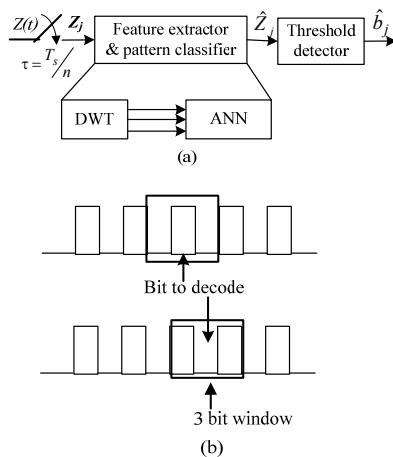 Z(t)
Z_j
τ = T_s/n
Feature extractor
& pattern classifier
Ẑ_j
Threshold
detector
b̂_j
DWT
ANN
(a)
Bit to decode
3 bit window
(b)